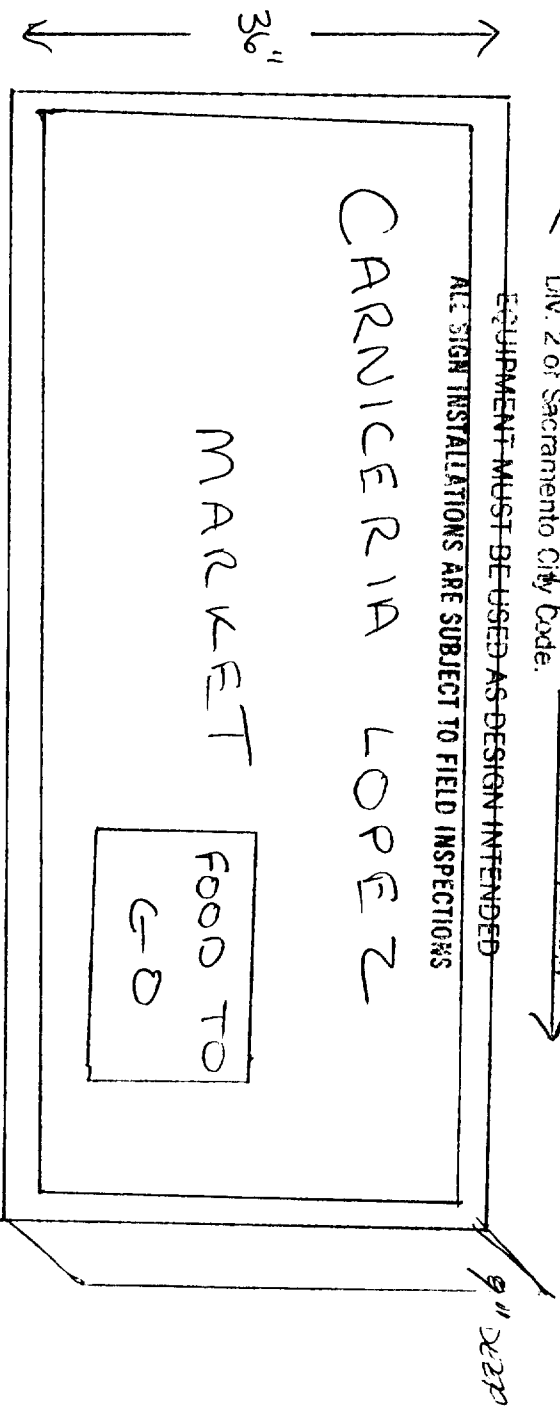 Div. 2 of Sacramento City Code.
EQUIPMENT MUST BE USED AS DESIGN INTENDED
ALL SIGN INSTALLATIONS ARE SUBJECT TO FIELD INSPECTIONS
36"
CARNICERIA LOPEZ
MARKET
FOOD TO
GO
9" DEEP